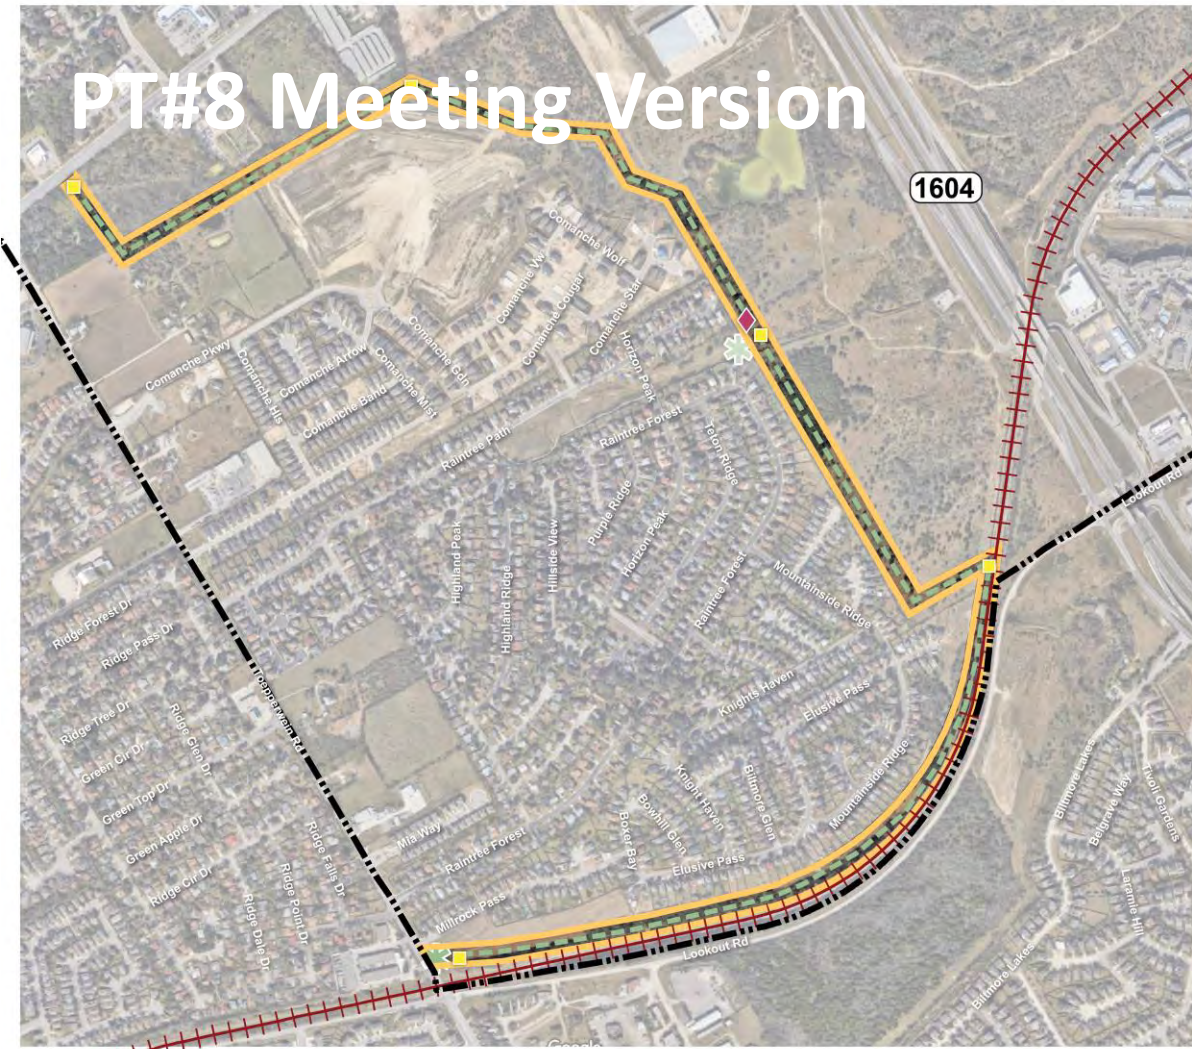 PT#8 Meeting Version
1604
Comanche Wolf
Comanche Vw
Comanche Cougar
Comanche Star
Comanche Pkwy
Comanche Gdn
Comanche Arrow
Comanche Hls
Comanche Mist
Comanche Band
Horizon Peak
Raintree Path
Raintree Forest
Teton Ridge
Lookout Rd
Purple Ridge
Highland Peak
Highland Ridge
Hillside View
Horizon Peak
Raintree Forest
Mountainside Ridge
Ridge Forest Dr
Ridge Pass Dr
Toepperwein Rd
Knights Haven
Elusive Pass
Ridge Tree Dr
Ridge Glen Dr
Green Cir Dr
Green Top Dr
Green Apple Dr
Ridge Cir Dr
Ridge Falls Dr
Ridge Point Dr
Ridge Dale Dr
Mia Way
Raintree Forest
Millrock Pass
Boxer Bay
Bowhill Glen
Knight Haven
Biltmore Glen
Mountainside Ridge
Elusive Pass
Lookout Rd
Biltmore Lakes
Belgrave Way
Tivoli Gardens
Laramie Hill
Biltmore Lakes
Google